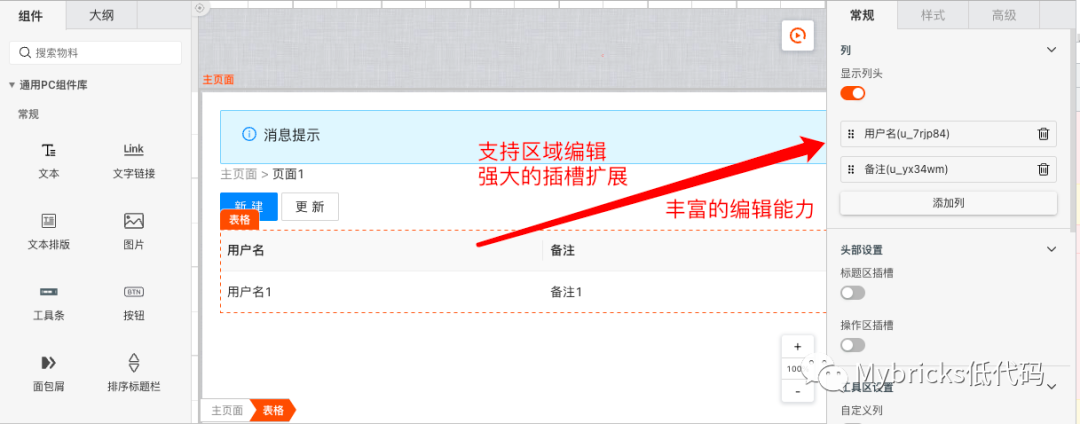 组件
大纲
搜索物料
通用PC组件库
常规
文本
Link
文字链接
文本排版
图片
工具条
BTN
按钮
面包屑
排序标题栏
主页面
消息提示
主页面 > 页面1
新 建
更 新
表格
用户名
备注
用户名1
备注1
支持区域编辑
强大的插槽扩展
丰富的编辑能力
+
100
-
主页面
表格
常规
样式
高级
列
显示列头
用户名(u_7rjp84)
备注(u_yx34wm)
添加列
头部设置
标题区插槽
操作区插槽
工具区设置
自定义列
Mybricks低代码